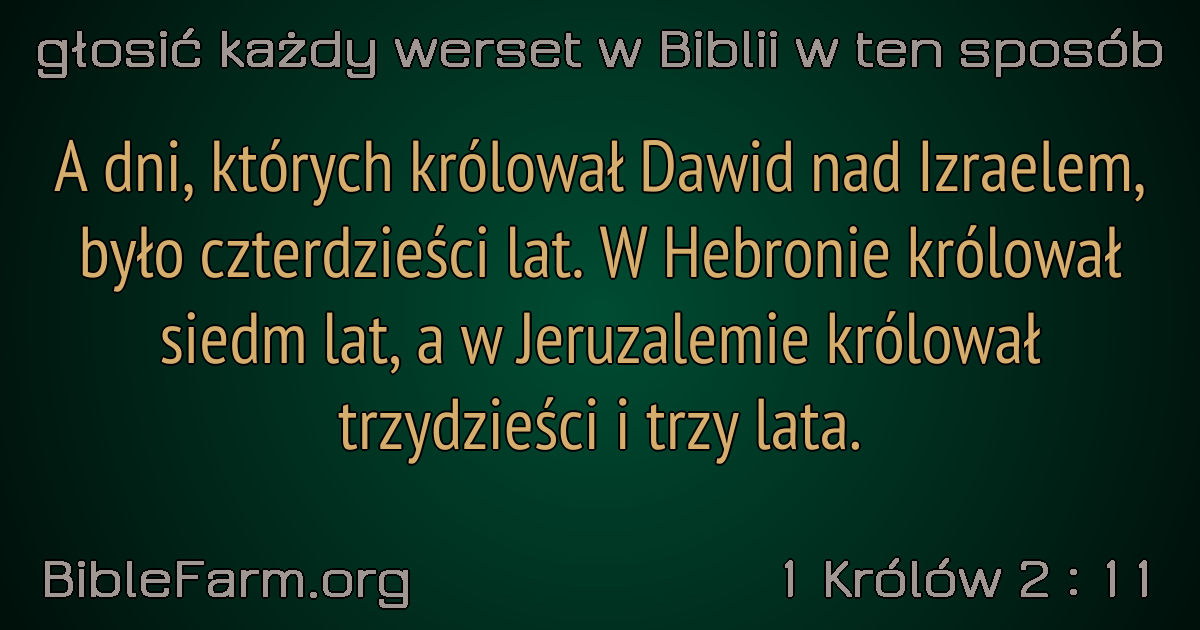 głosić każdy werset w Biblii w ten sposób
A dni, których królował Dawid nad Izraelem,
było czterdzieści lat. W Hebronie królował
siedm lat, a w Jeruzalemie królował
trzydzieści i trzy lata.
BibleFarm.org
1 Królów 2 : 11